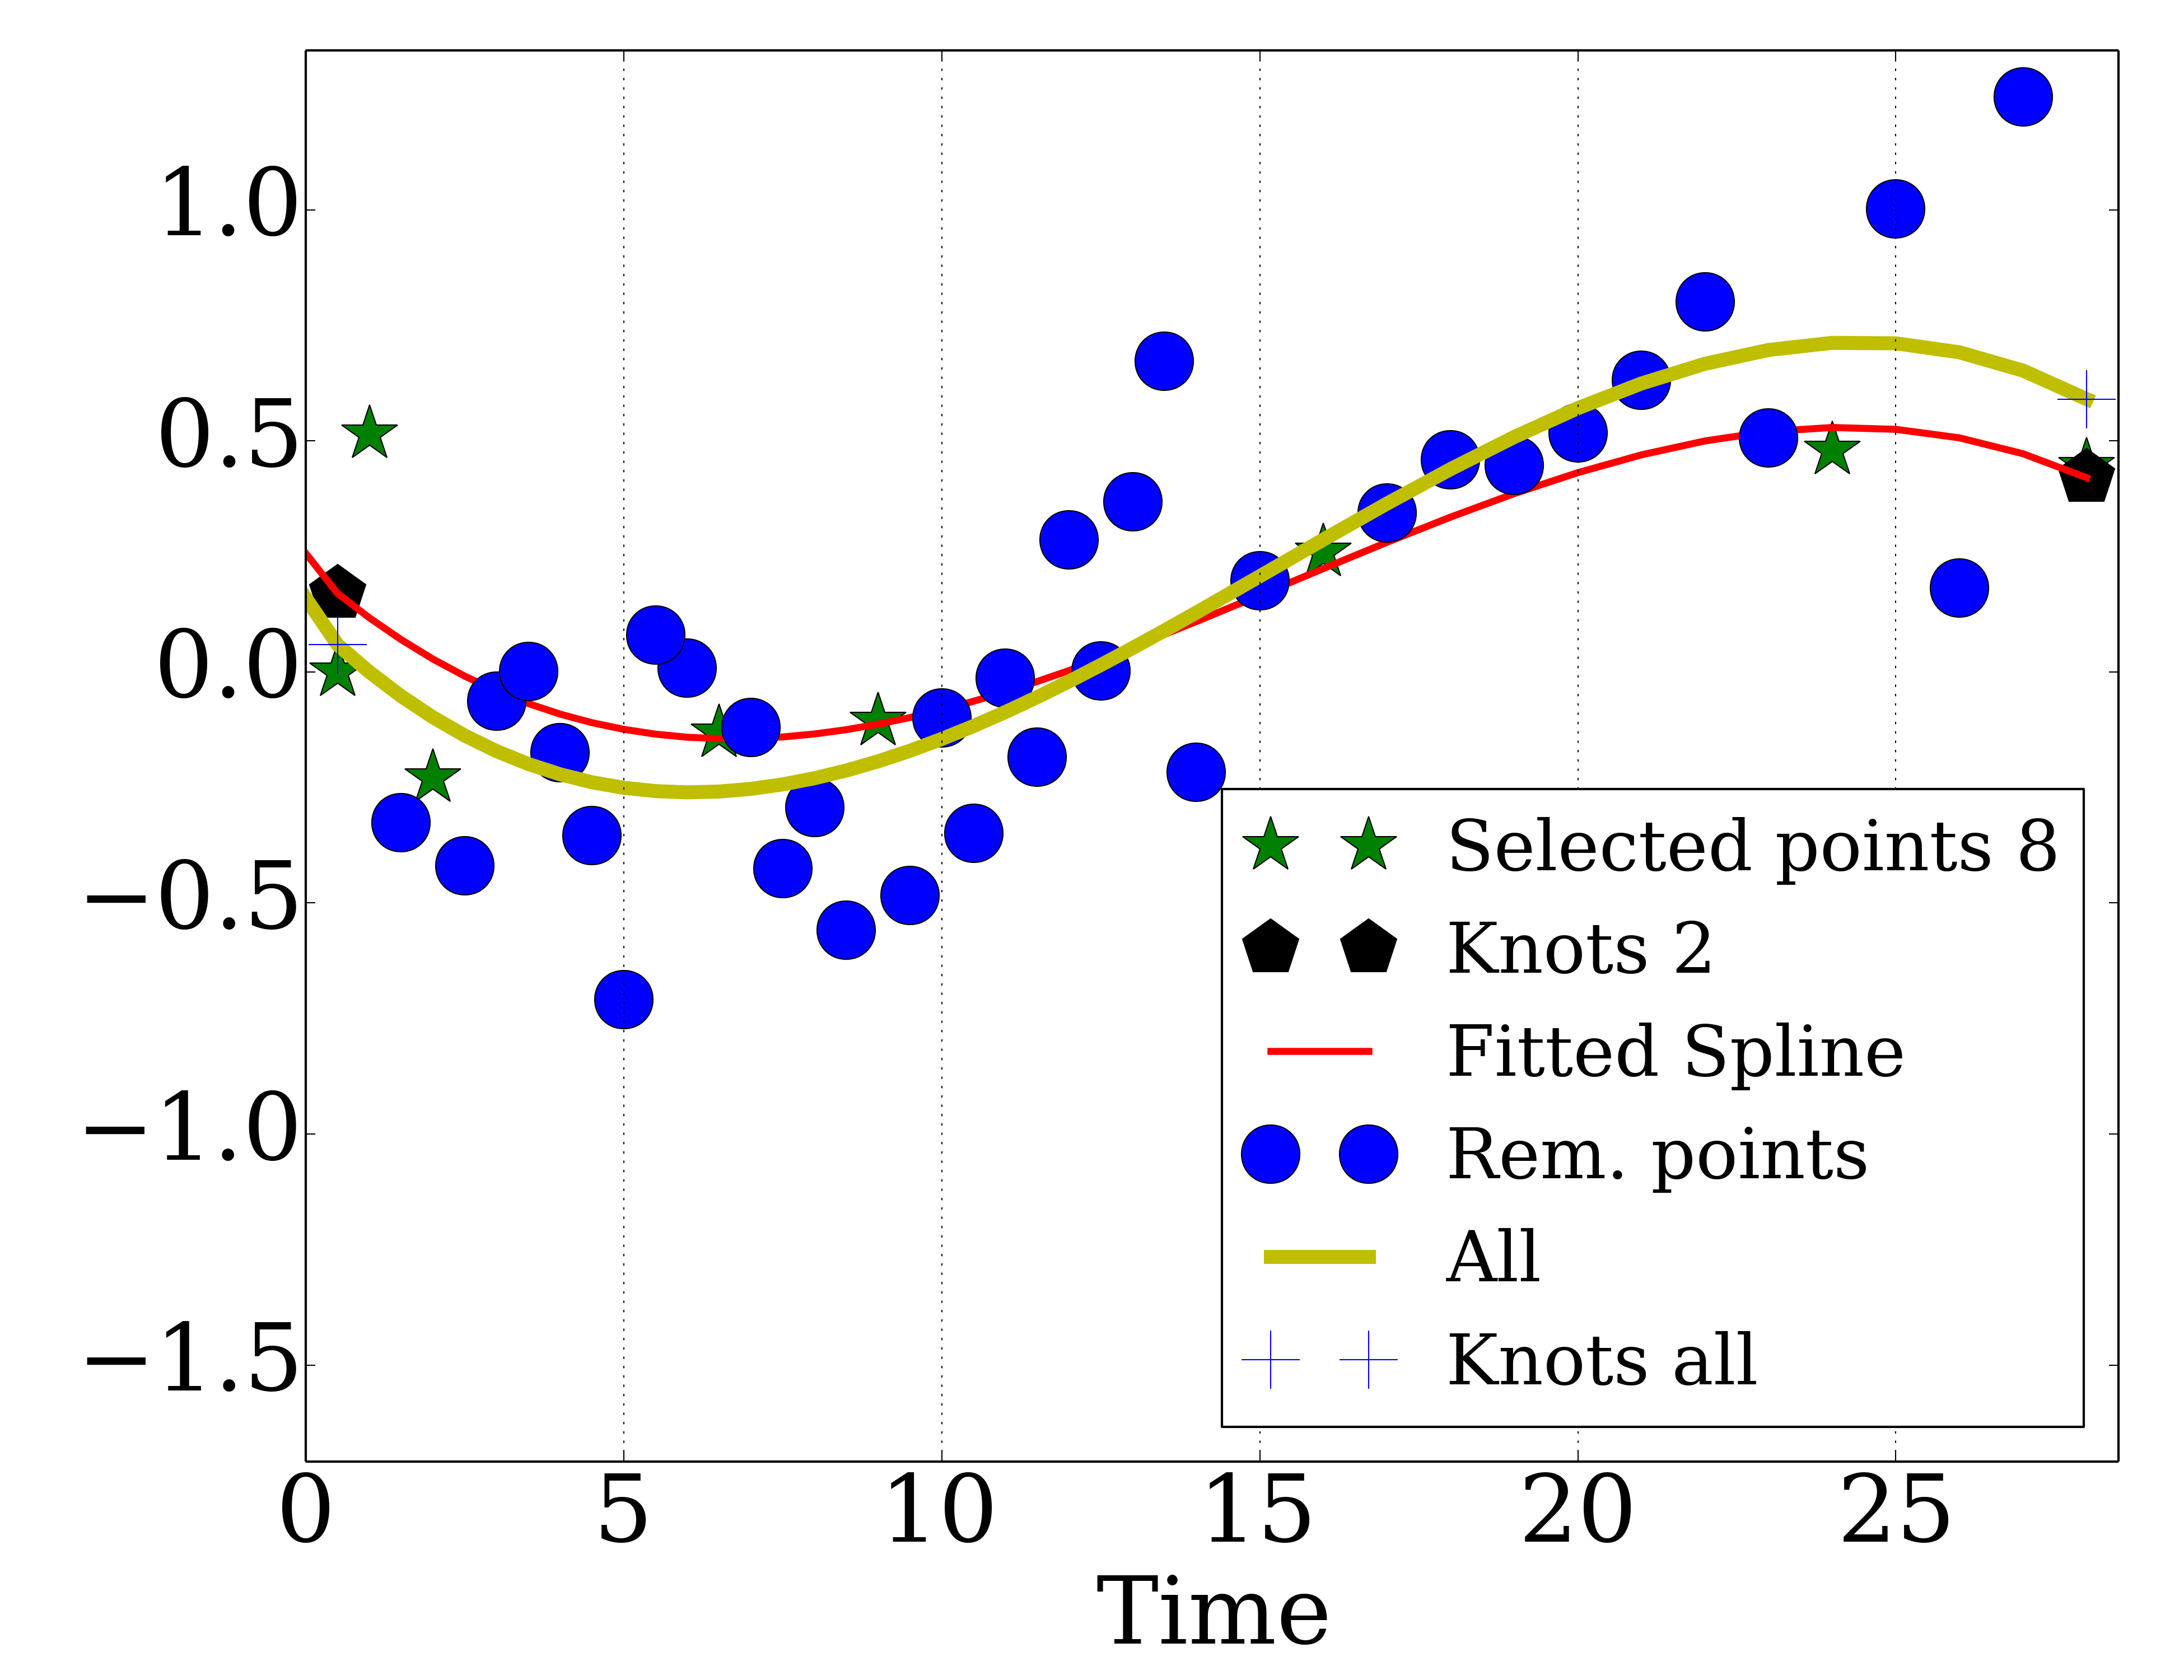 1.0
0.5
0.0
−0.5
−1.0
−1.5
Selected points 8
Knots 2
Fitted Spline
Rem. points
All
Knots all
0 5 10 15 20 25
Time